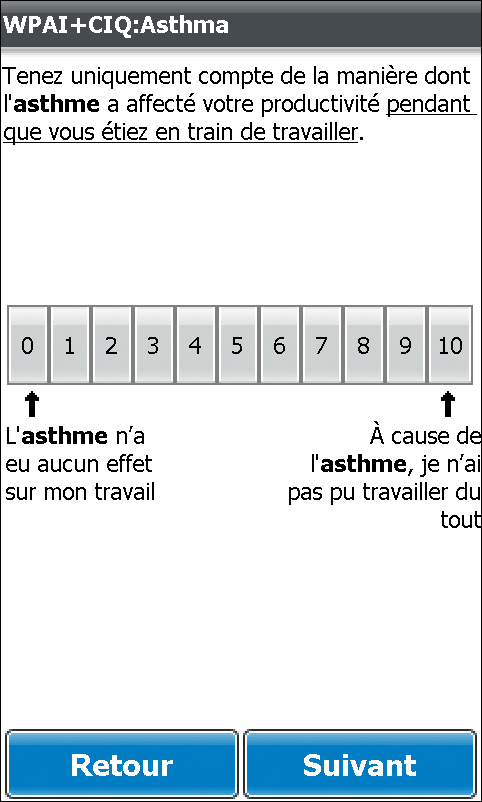 WPAI+CIQ:Asthma
Tenez uniquement compte de la manière dont
l'asthme a affecté votre productivité pendant
que vous étiez en train de travailler.
0 1 2 3 4 5 6 7 8 9 10
L'asthme n’a
eu aucun effet
sur mon travail
À cause de
l'asthme, je n’ai
pas pu travailler du
tout
Retour Suivant